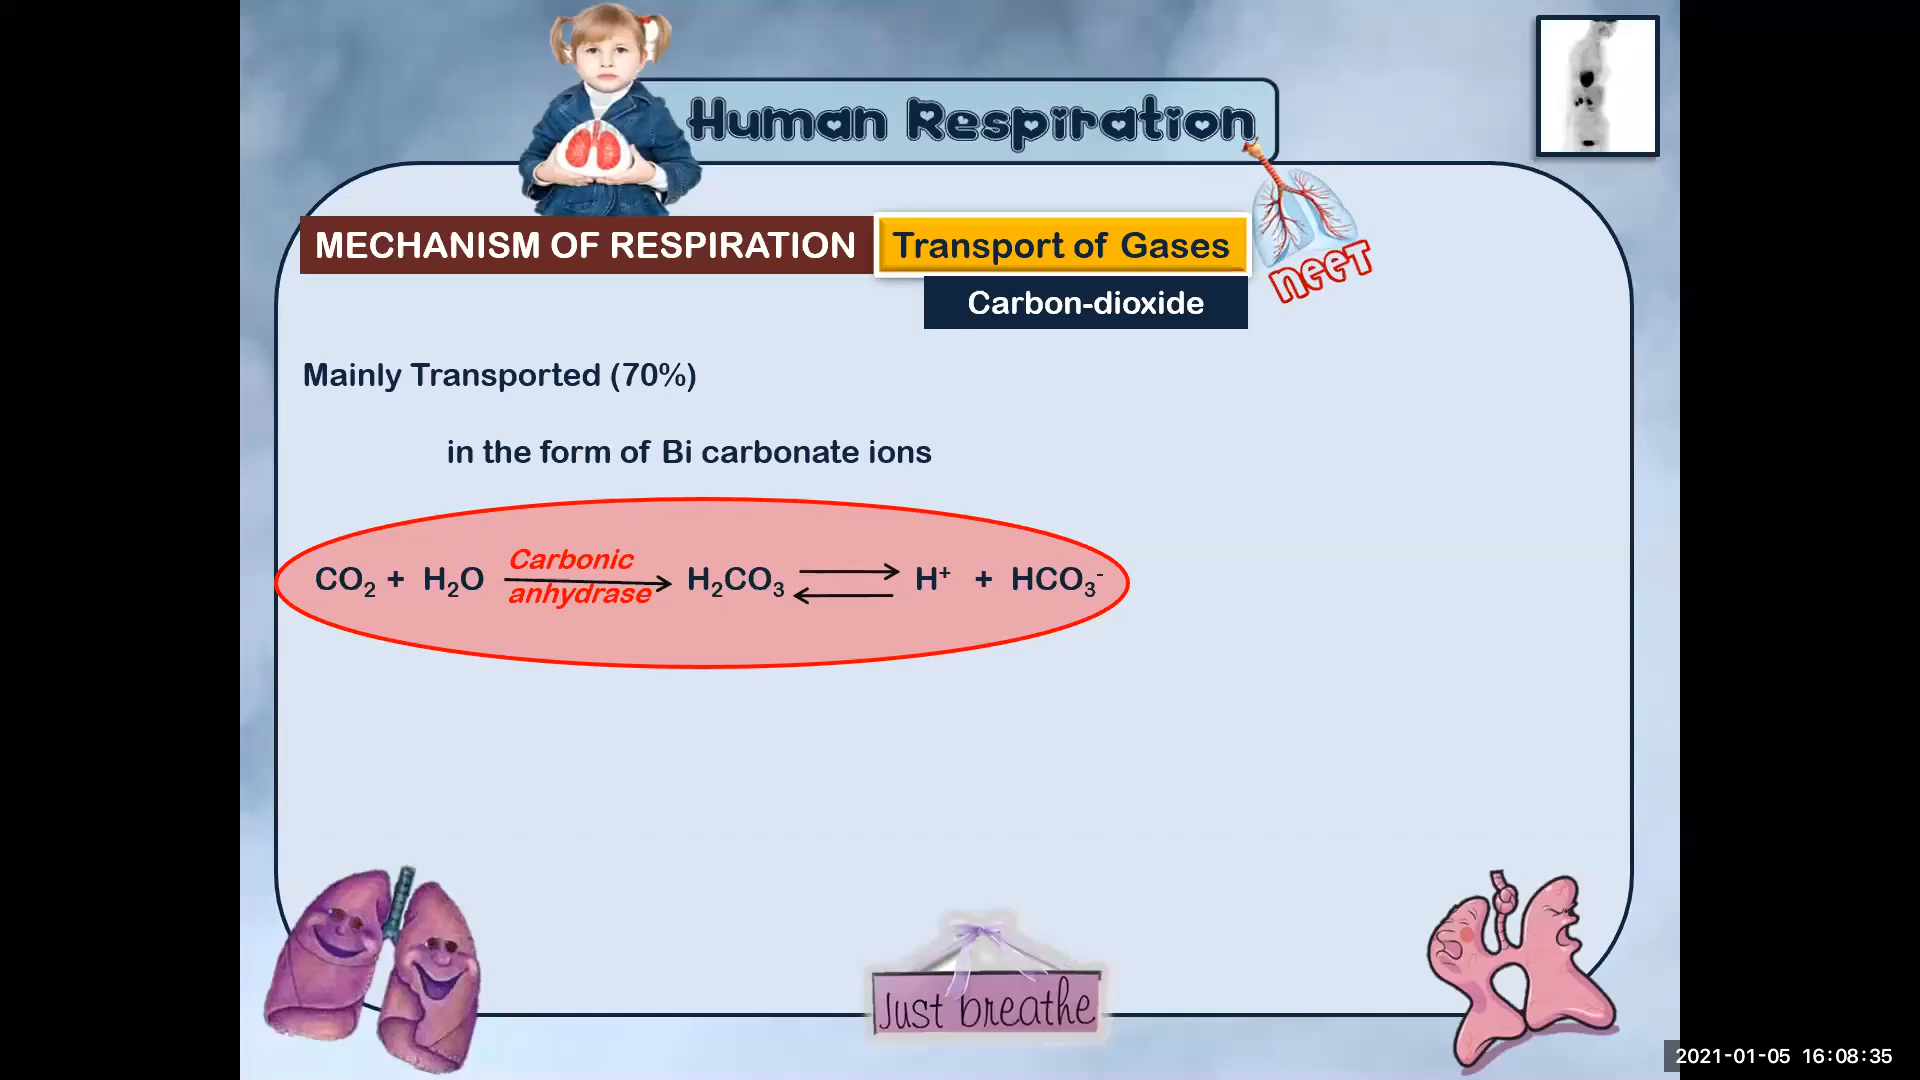 Human Respiration
MECHANISM OF RESPIRATION
Transport of Gases
NEET
Carbon-dioxide
Mainly Transported (70%)
in the form of Bi carbonate ions
Carbonic
CO₂ + H₂O → H₂CO₃ ⇌ H⁺ + HCO₃⁻
anhydrase
Just breathe
2021-01-05 16:08:35